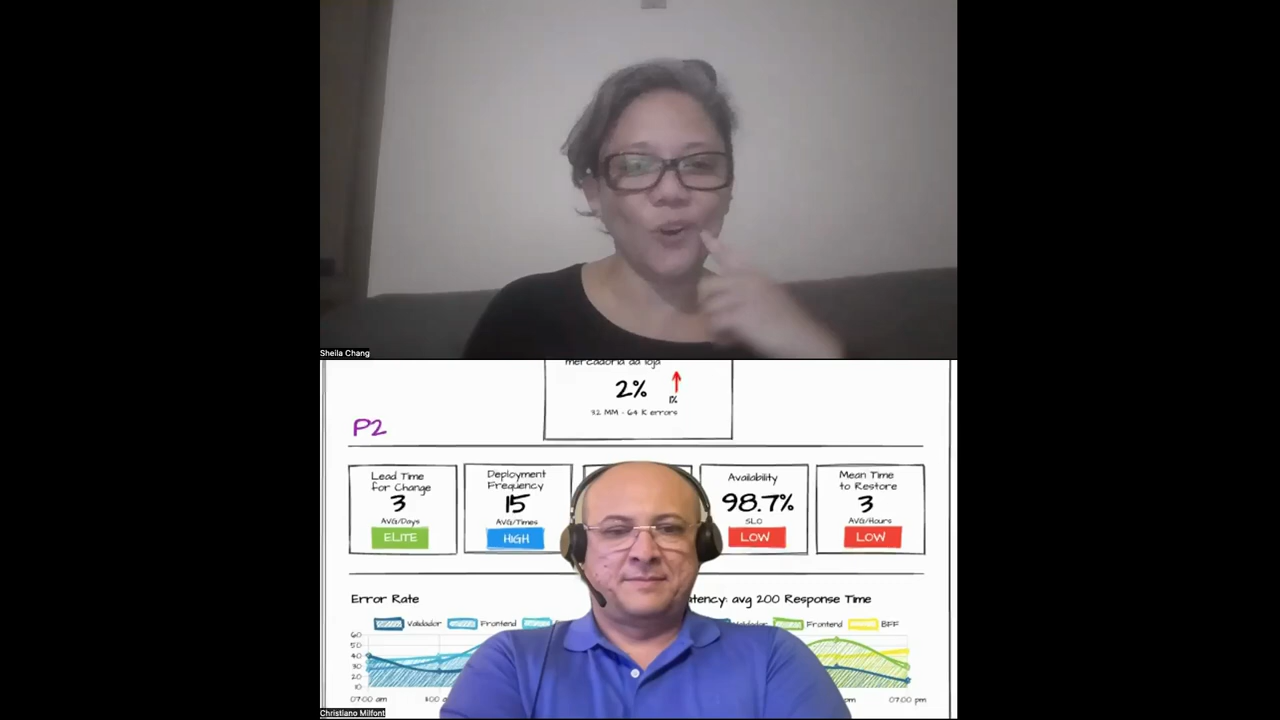 Sheila Chang
mercadoria da loja
2%
1%
3.2 MM - 64 K errors
P2
Lead Time
for Change
3
AVG/Days
ELITE
Deployment
Frequency
15
AVG/Times
HIGH
Availability
98.7%
SLO
LOW
Mean Time
to Restore
3
AVG/Hours
LOW
Error Rate
Validador
Frontend
60
50
40
30
20
10
07:00 am
avg 200 Response Time
Frontend
BFF
07:00 pm
Christiano Milfont